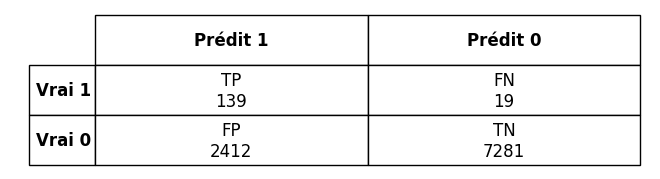 Prédit 1
Prédit 0
Vrai 1
TP
139
FN
19
Vrai 0
FP
2412
TN
7281